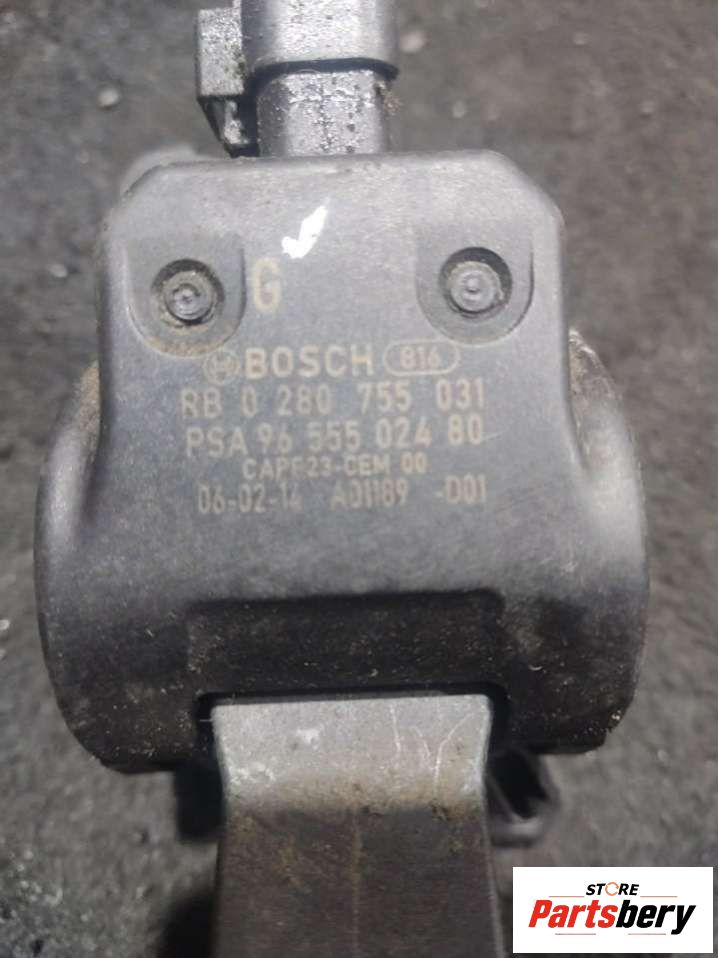 G
BOSCH 816
RB 0 280 755 031
PSA 96 555 024 80
CAPF23-CEM 00
06-02-14 A01189 -D01
STORE
Partsbery